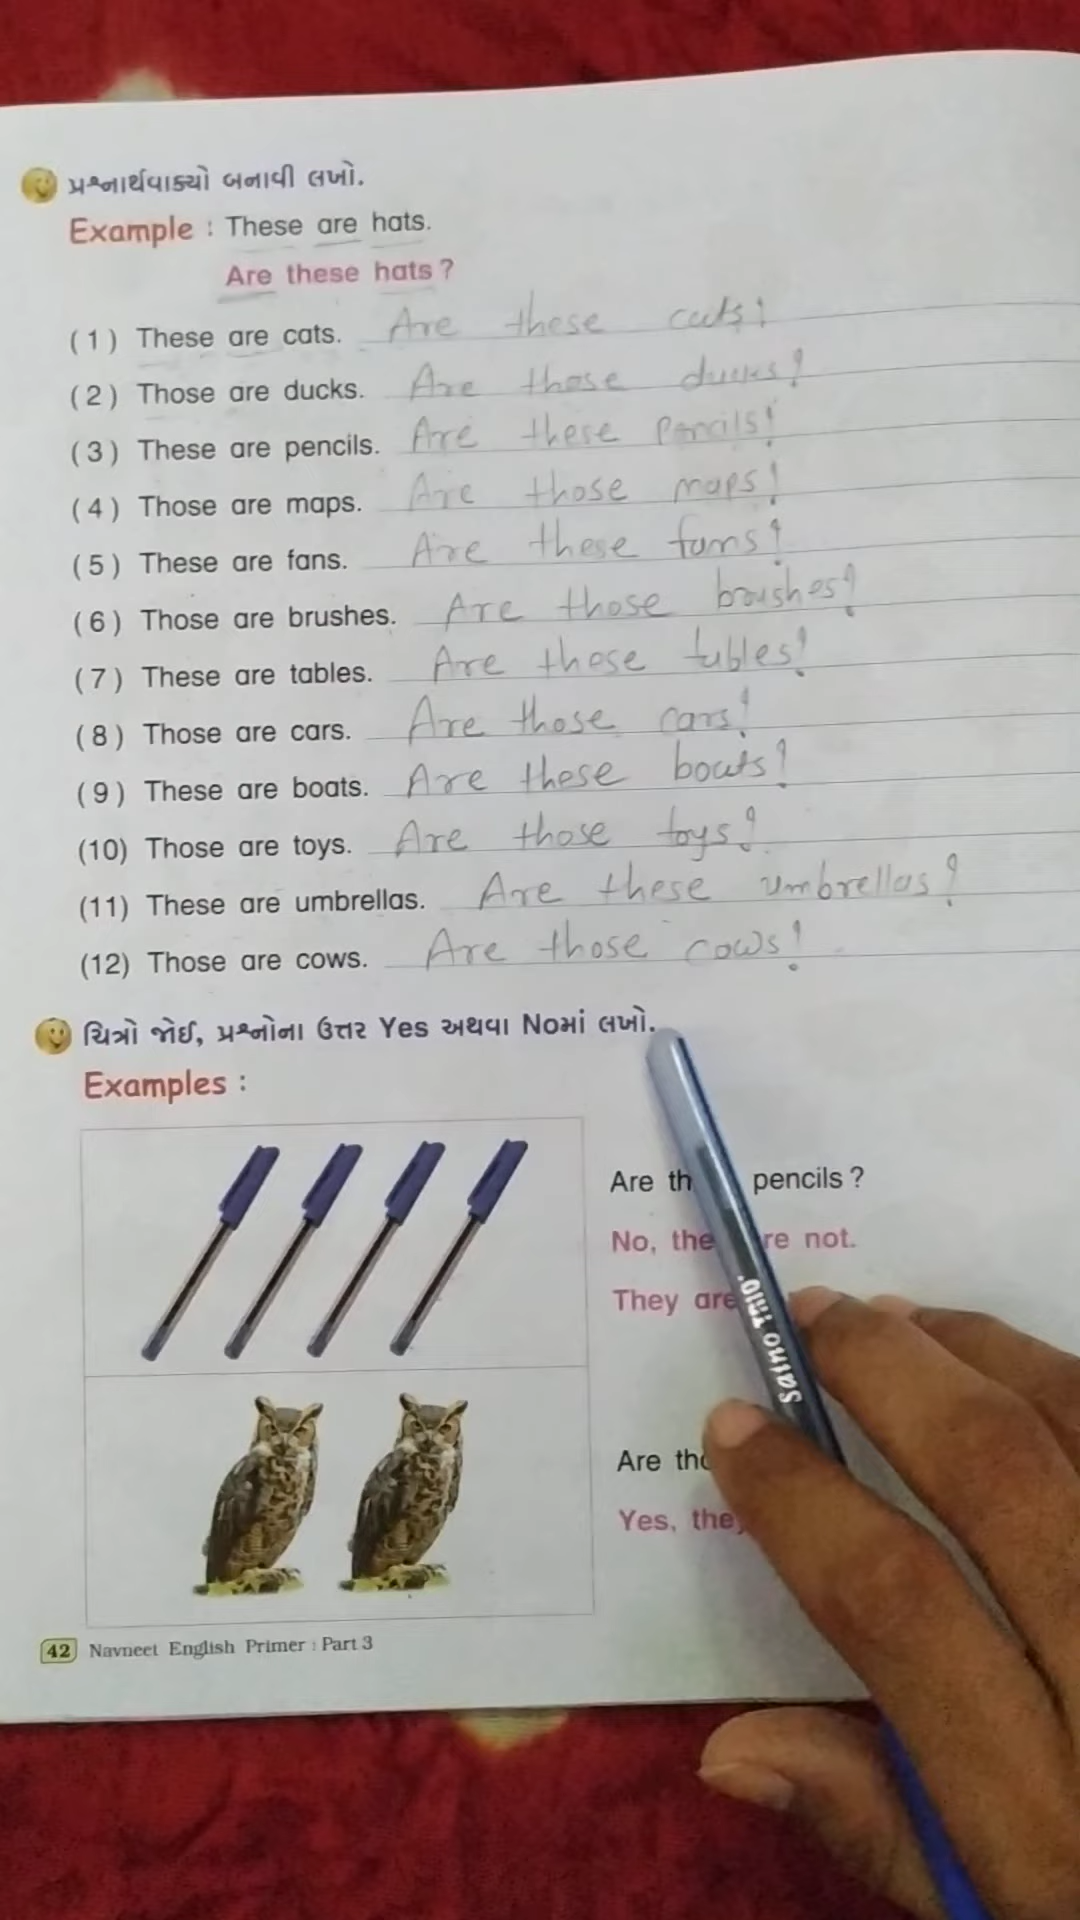 પ્રશ્નાર્થવાક્યો બનાવી લખો.
Example : These are hats.
Are these hats ?
(1) These are cats. Are these cats?
(2) Those are ducks. Are those ducks?
(3) These are pencils. Are these pencils?
(4) Those are maps. Are those maps?
(5) These are fans. Are these fans?
(6) Those are brushes. Are those brushes?
(7) These are tables. Are these tables?
(8) Those are cars. Are those cars?
(9) These are boats. Are these boats?
(10) Those are toys. Are those toys?
(11) These are umbrellas. Are these umbrellas?
(12) Those are cows. Are those cows?
ચિત્રો જોઈ, પ્રશ્નોના ઉત્તર Yes અથવા Noમાં લખો.
Examples :
Are pencils ?
No, not.
They are
Are
Yes,
Saino Trio
42 Navneet English Primer : Part 3